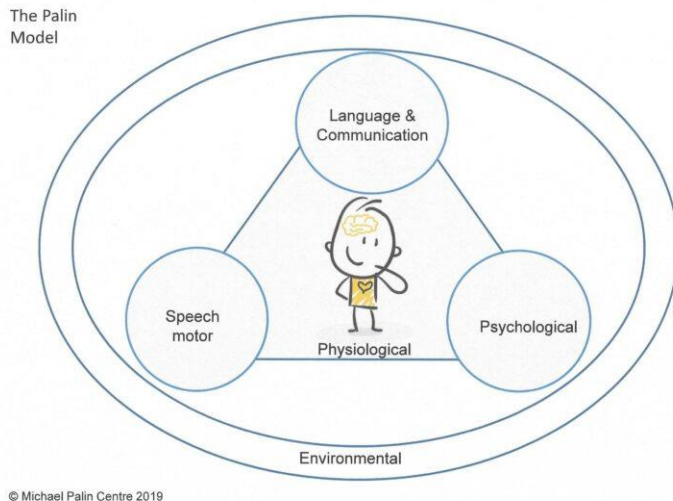 The Palin
Model
Language &
Communication
Speech
motor
Psychological
Physiological
Environmental
© Michael Palin Centre 2019